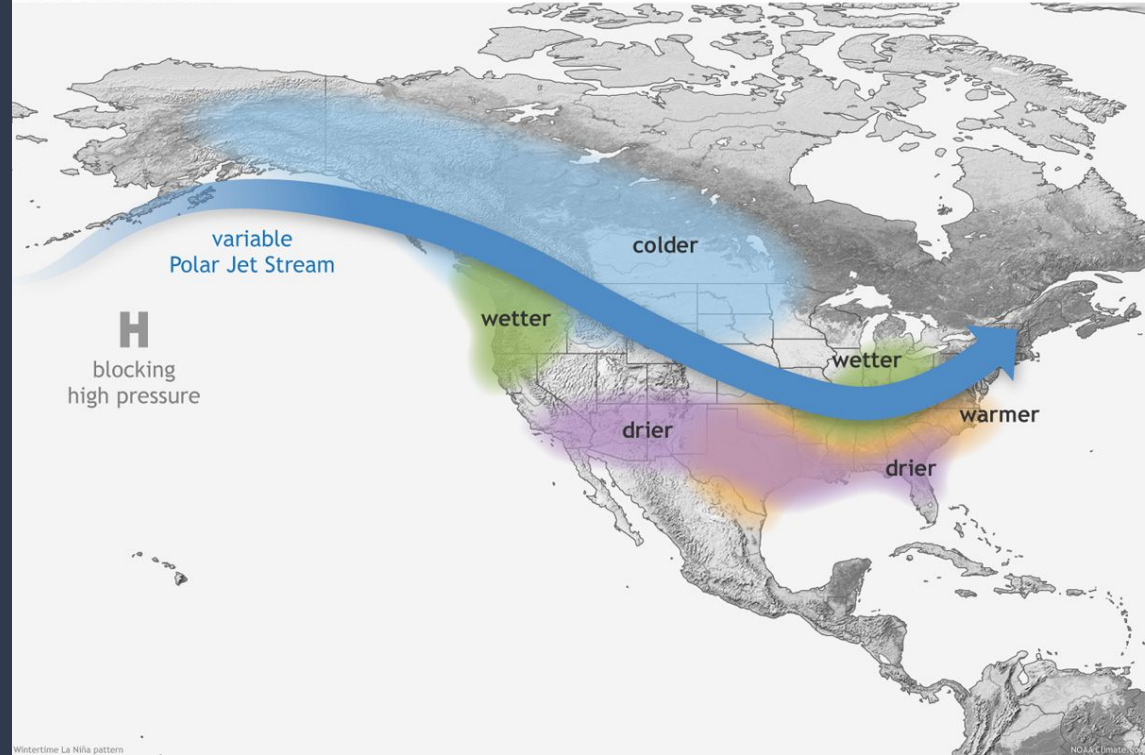 variable
Polar Jet Stream
colder
H
wetter
blocking
high pressure
wetter
warmer
drier
drier
Wintertime La Niña pattern
NOAA Climate.gov